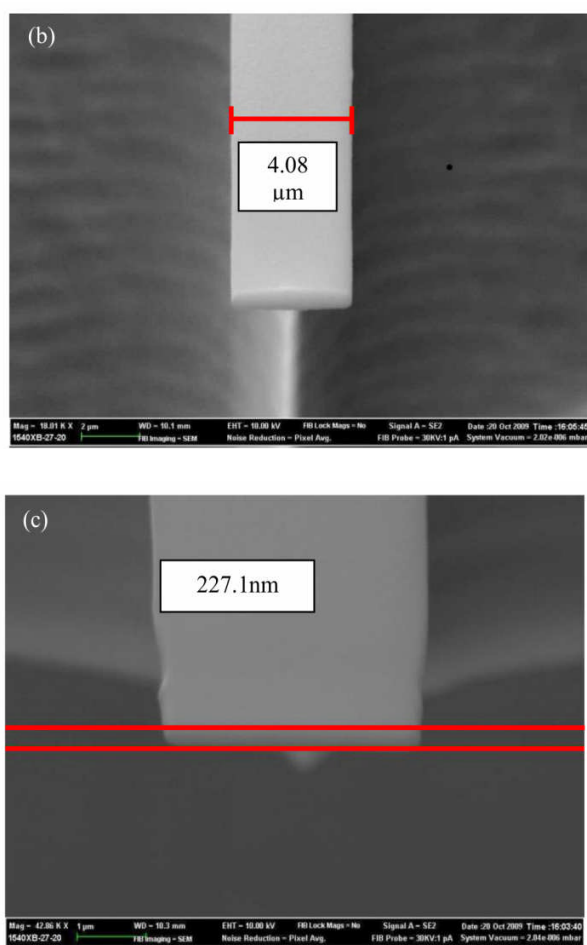 (b)
4.08
µm
Mag = 18.01 K X 2 µm WD = 10.1 mm EHT = 10.00 kV FIB Lock Mags = No Signal A = SE2 Date :20 Oct 2009 Time :16:05:45
1540XB-27-20 FIB Imaging = SEM Noise Reduction = Pixel Avg. FIB Probe = 30KV:1 pA System Vacuum = 2.02e-006 mbar
(c)
227.1nm
Mag = 42.86 K X 1 µm WD = 10.3 mm EHT = 10.00 kV FIB Lock Mags = No Signal A = SE2 Date :20 Oct 2009 Time :16:03:40
1540XB-27-20 FIB Imaging = SEM Noise Reduction = Pixel Avg. FIB Probe = 30KV:1 pA System Vacuum = 2.04e-006 mbar